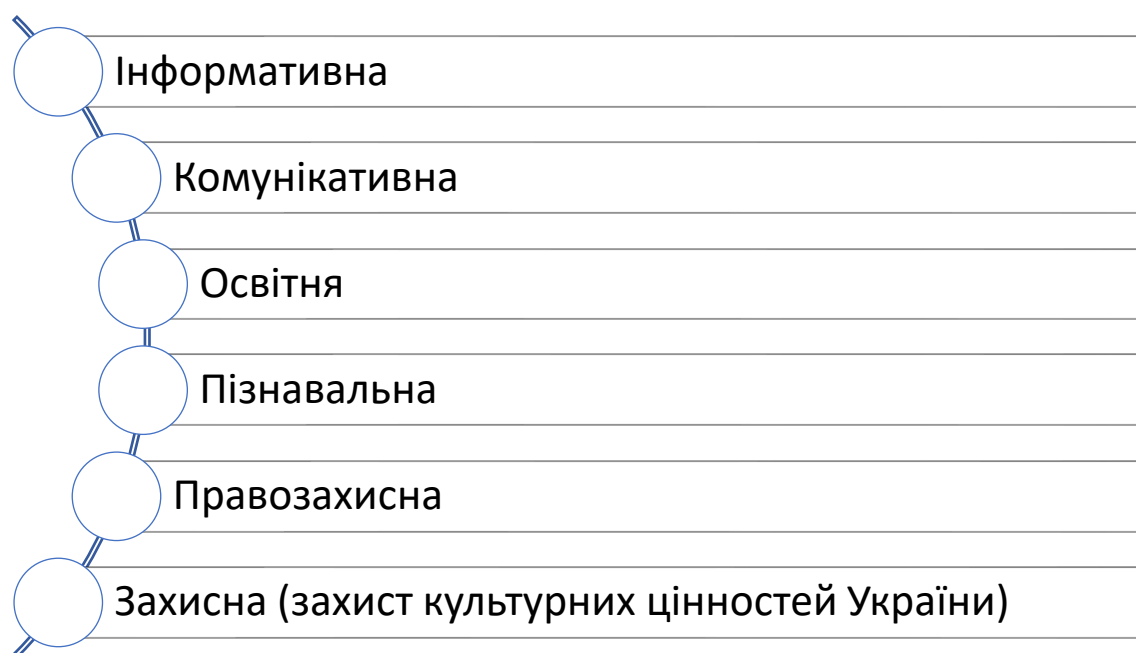 Інформативна
Комунікативна
Освітня
Пізнавальна
Правозахисна
Захисна (захист культурних цінностей України)